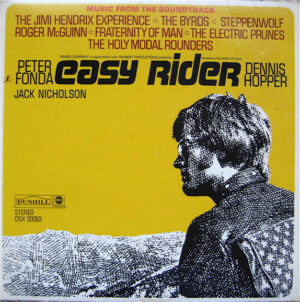 MUSIC FROM THE SOUNDTRACK
THE JIMI HENDRIX EXPERIENCE • THE BYRDS • STEPPENWOLF
ROGER McGUINN • FRATERNITY OF MAN • THE ELECTRIC PRUNES
THE HOLY MODAL ROUNDERS
PETER
FONDA
easy rider
DENNIS
HOPPER
JACK NICHOLSON
DUNHILL
abc
STEREO
DSX 50063